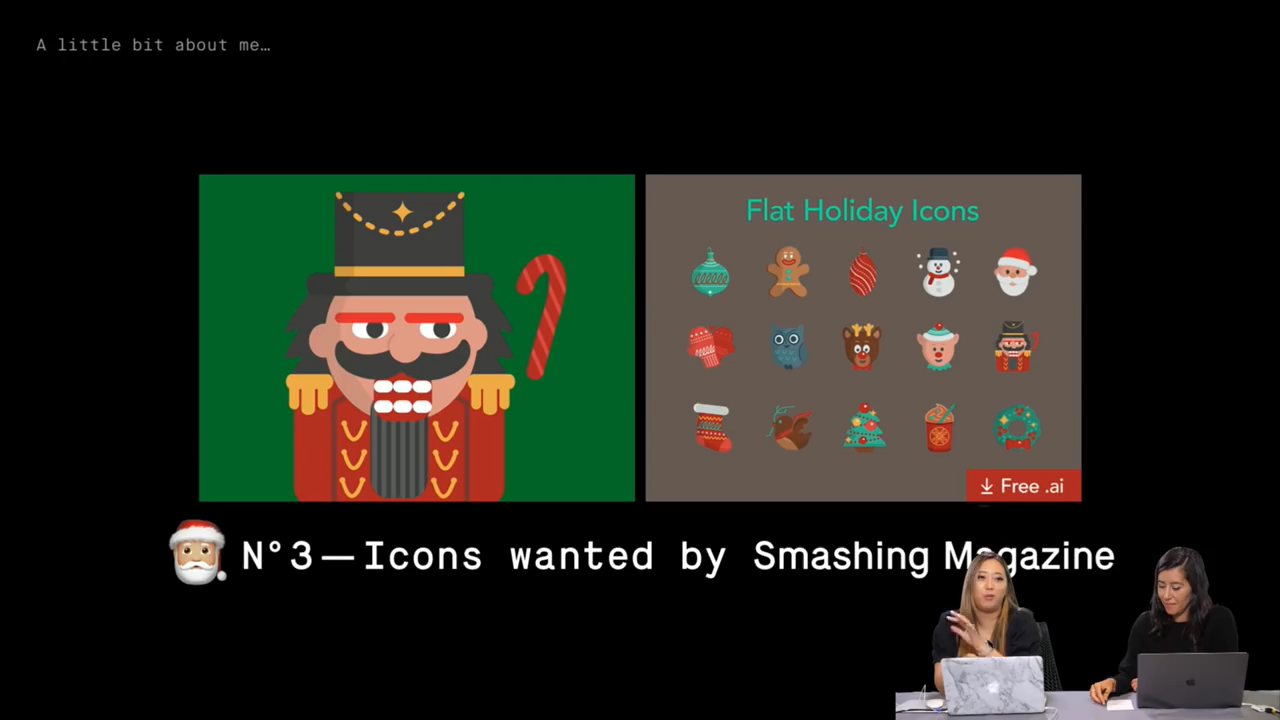 A little bit about me…
Flat Holiday Icons
Free .ai
N°3—Icons wanted by Smashing Magazine